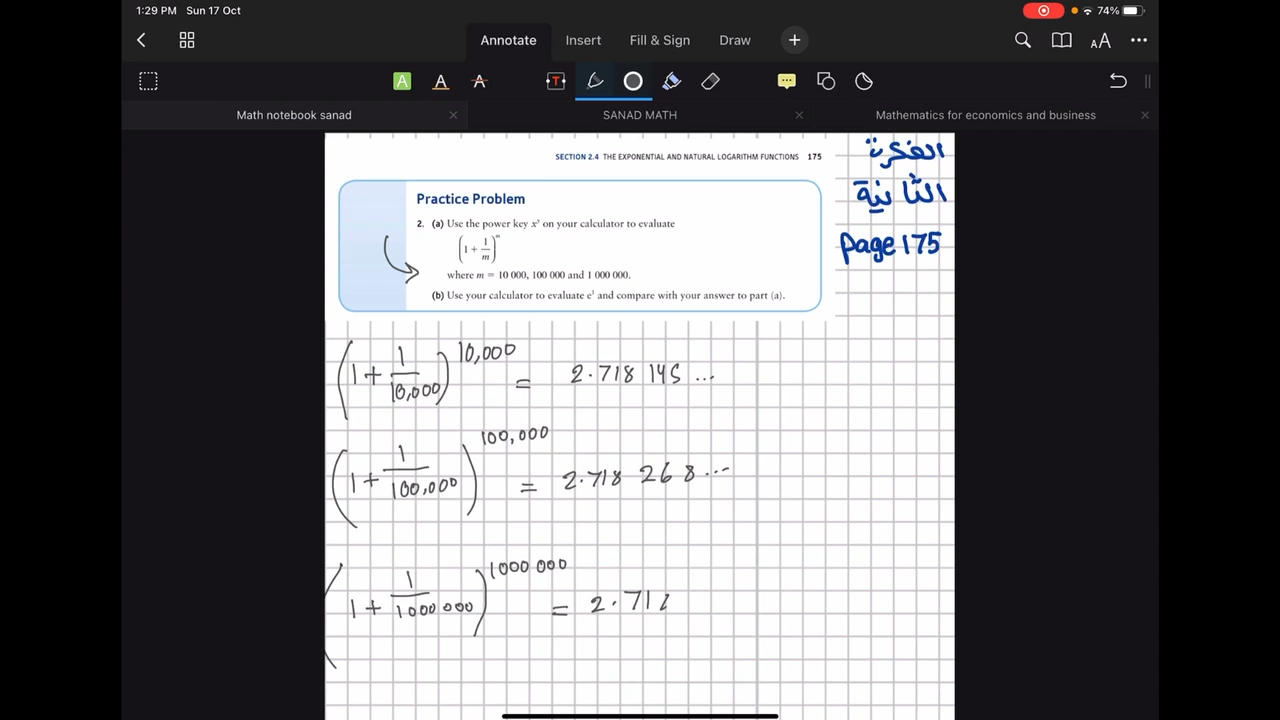 1:29 PM Sun 17 Oct 74%
Annotate Insert Fill & Sign Draw
Math notebook sanad SANAD MATH Mathematics for economics and business
SECTION 2.4 THE EXPONENTIAL AND NATURAL LOGARITHM FUNCTIONS 175
الفكرة
الثانية
page 175
Practice Problem
2. (a) Use the power key xʸ on your calculator to evaluate
(1 + 1/m)ᵐ
where m = 10 000, 100 000 and 1 000 000.
(b) Use your calculator to evaluate e¹ and compare with your answer to part (a).
(1 + 1/10,000)^10,000 = 2.718 145 ...
(1 + 1/100,000)^100,000 = 2.718 268 ...
(1 + 1/1000 000)^1000 000 = 2.71